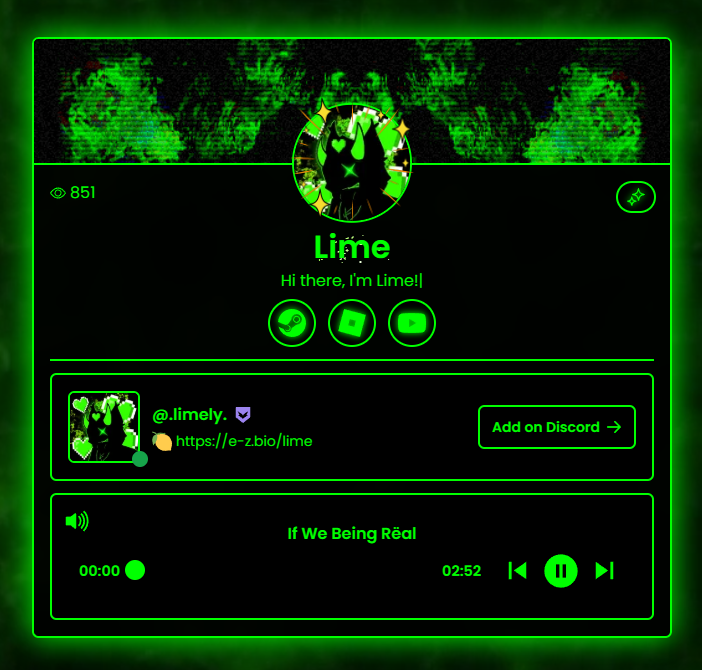 851
Lime
Hi there, I'm Lime!|
@.limely.
https://e-z.bio/lime
Add on Discord →
If We Being Rëal
00:00
02:52